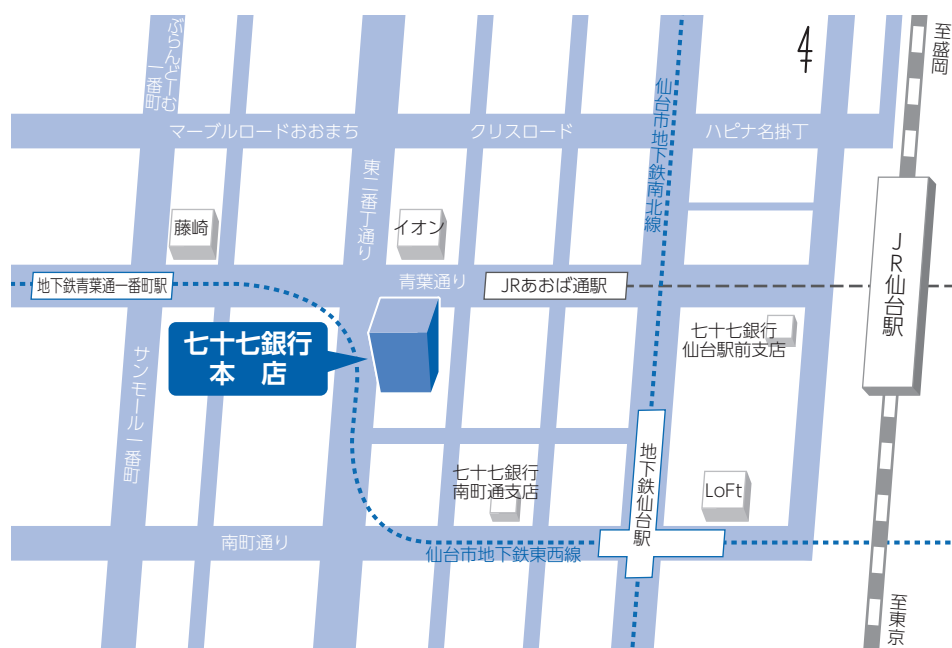 至盛岡
ぶらんどーむ
一番町
マーブルロードおおまち
クリスロード
ハピナ名掛丁
仙台市地下鉄南北線
東二番丁通り
藤崎
イオン
JR仙台駅
地下鉄青葉通一番町駅
青葉通り
JRあおば通駅
七十七銀行
本 店
七十七銀行
仙台駅前支店
サンモール一番町
七十七銀行
南町通支店
地下鉄仙台駅
LoFt
南町通り
仙台市地下鉄東西線
至東京